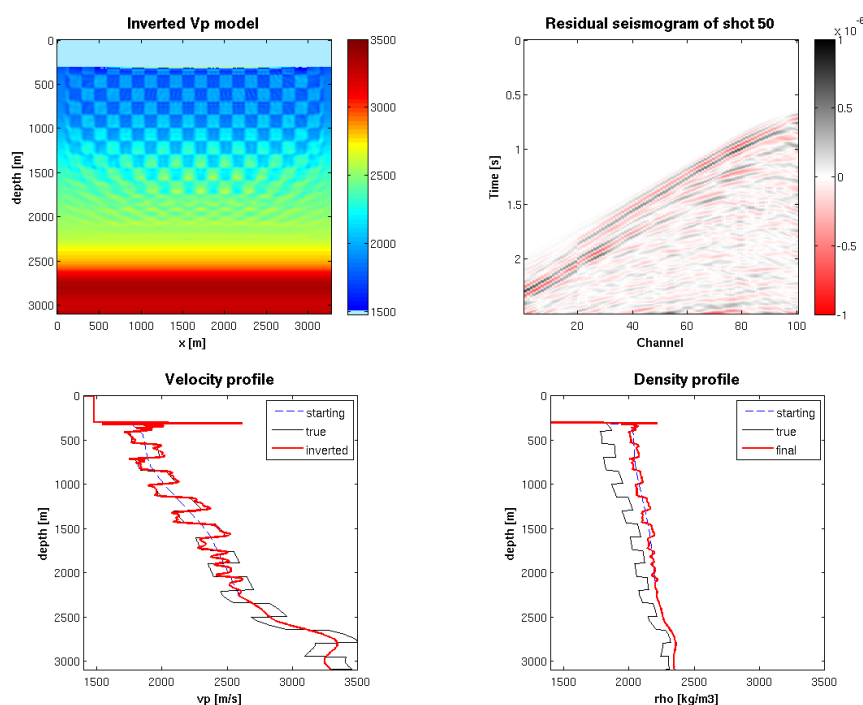 Inverted Vp model
0
500
1000
1500
2000
2500
3000
depth [m]
0 500 1000 1500 2000 2500 3000
x [m]
3500
3000
2500
2000
1500
Residual seismogram of shot 50
0
0.5
1
1.5
2
Time [s]
20 40 60 80 100
Channel
x 10^-6
1
0.5
0
-0.5
-1
Velocity profile
0
500
1000
1500
2000
2500
3000
depth [m]
1500 2000 2500 3000 3500
vp [m/s]
starting
true
inverted
Density profile
0
500
1000
1500
2000
2500
3000
depth [m]
1500 2000 2500 3000 3500
rho [kg/m3]
starting
true
final